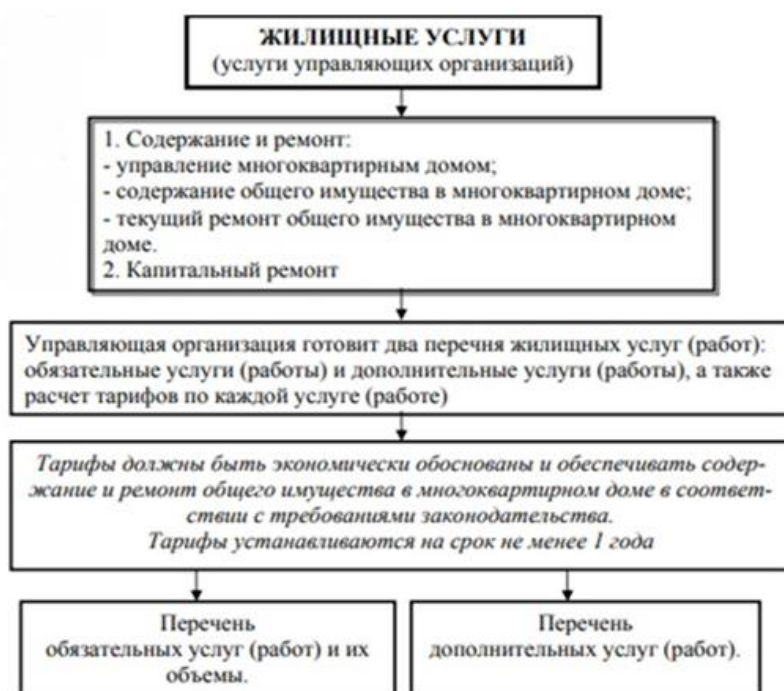 ЖИЛИЩНЫЕ УСЛУГИ
(услуги управляющих организаций)
1. Содержание и ремонт:
- управление многоквартирным домом;
- содержание общего имущества в многоквартирном доме;
- текущий ремонт общего имущества в многоквартирном
доме.
2. Капитальный ремонт
Управляющая организация готовит два перечня жилищных услуг (работ):
обязательные услуги (работы) и дополнительные услуги (работы), а также
расчет тарифов по каждой услуге (работе)
Тарифы должны быть экономически обоснованы и обеспечивать содер-
жание и ремонт общего имущества в многоквартирном доме в соответ-
ствии с требованиями законодательства.
Тарифы устанавливаются на срок не менее 1 года
Перечень
обязательных услуг (работ) и их
объемы.
Перечень
дополнительных услуг (работ).